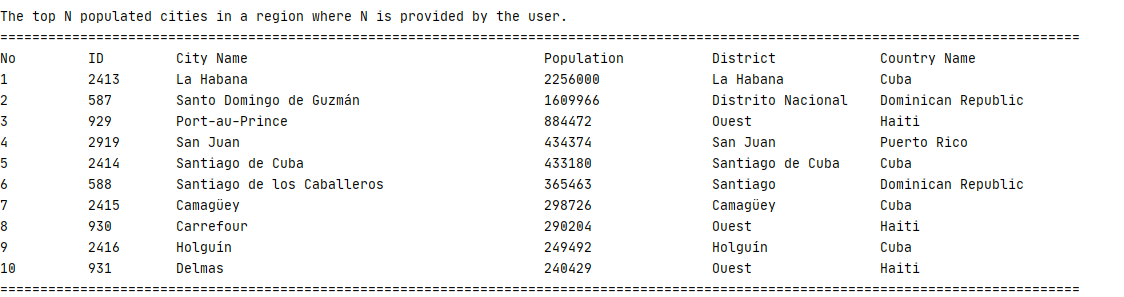 The top N populated cities in a region where N is provided by the user.
=======================================================================================================================================
No         ID       City Name                                     Population           District             Country Name
1          2413     La Habana                                     2256000              La Habana            Cuba
2          587      Santo Domingo de Guzmán                       1609966              Distrito Nacional    Dominican Republic
3          929      Port-au-Prince                                884472               Ouest                Haiti
4          2919     San Juan                                      434374               San Juan             Puerto Rico
5          2414     Santiago de Cuba                              433180               Santiago de Cuba     Cuba
6          588      Santiago de los Caballeros                    365463               Santiago             Dominican Republic
7          2415     Camagüey                                      298726               Camagüey             Cuba
8          930      Carrefour                                     290204               Ouest                Haiti
9          2416     Holguín                                       249492               Holguín              Cuba
10         931      Delmas                                        240429               Ouest                Haiti
=======================================================================================================================================